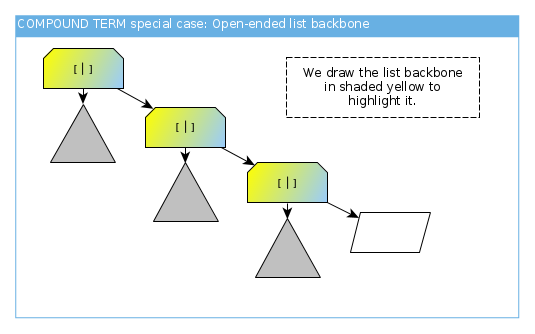 COMPOUND TERM special case: Open-ended list backbone
[|]
We draw the list backbone
in shaded yellow to
highlight it.
[|]
[|]